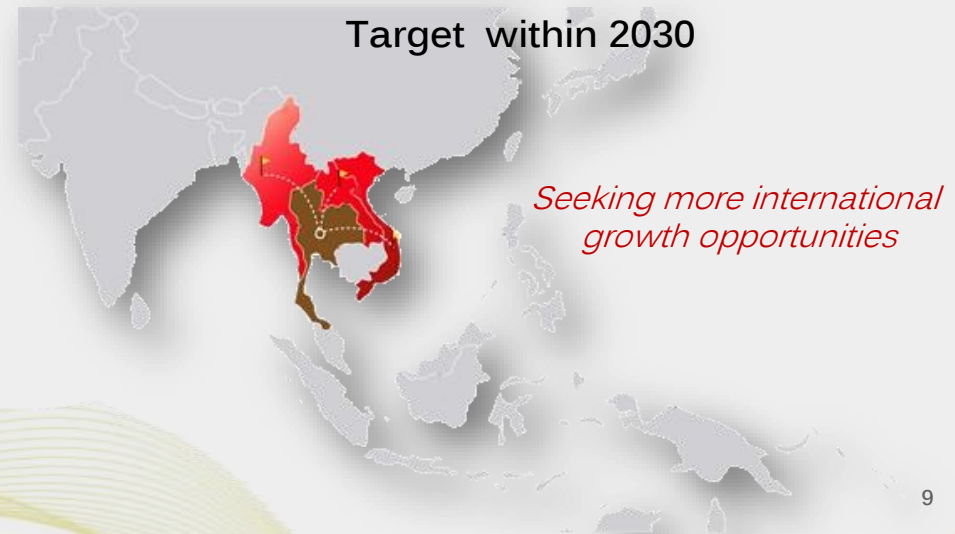 Target within 2030
Seeking more international
growth opportunities
9